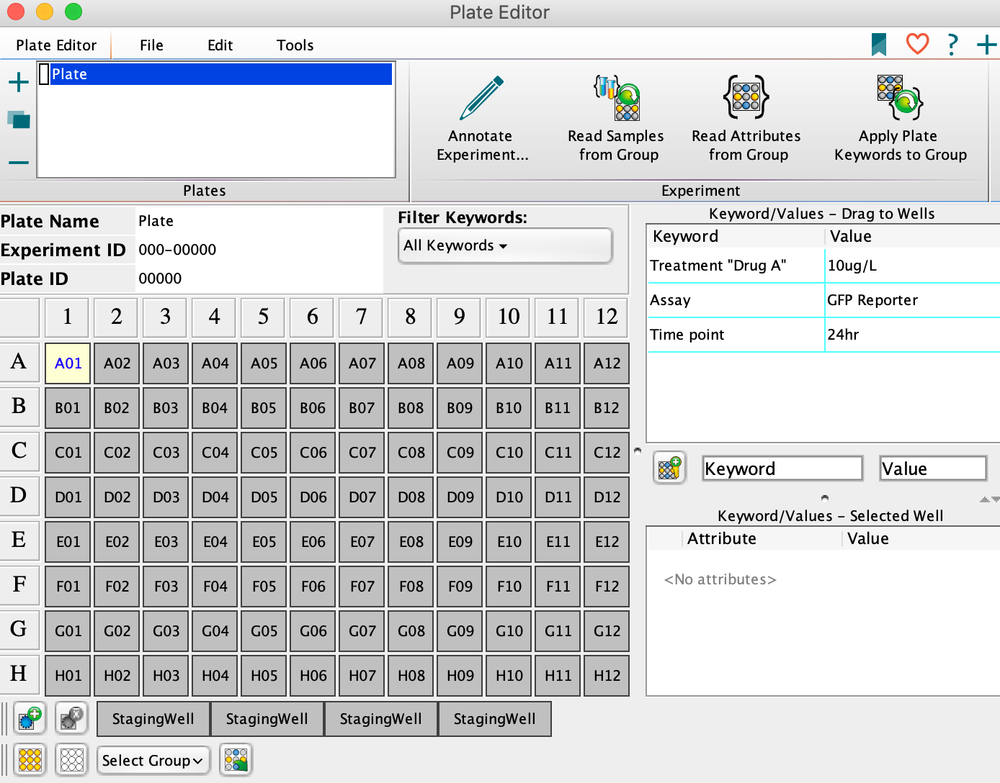 Plate Editor
Plate Editor File Edit Tools
Plate
Annotate Experiment...
Read Samples from Group
Read Attributes from Group
Apply Plate Keywords to Group
Plates
Experiment
Plate Name Plate
Experiment ID 000-00000
Plate ID 00000
Filter Keywords:
All Keywords
1 2 3 4 5 6 7 8 9 10 11 12
A A01 A02 A03 A04 A05 A06 A07 A08 A09 A10 A11 A12
B B01 B02 B03 B04 B05 B06 B07 B08 B09 B10 B11 B12
C C01 C02 C03 C04 C05 C06 C07 C08 C09 C10 C11 C12
D D01 D02 D03 D04 D05 D06 D07 D08 D09 D10 D11 D12
E E01 E02 E03 E04 E05 E06 E07 E08 E09 E10 E11 E12
F F01 F02 F03 F04 F05 F06 F07 F08 F09 F10 F11 F12
G G01 G02 G03 G04 G05 G06 G07 G08 G09 G10 G11 G12
H H01 H02 H03 H04 H05 H06 H07 H08 H09 H10 H11 H12
StagingWell StagingWell StagingWell StagingWell
Select Group
Keyword/Values - Drag to Wells
Keyword Value
Treatment "Drug A" 10ug/L
Assay GFP Reporter
Time point 24hr
Keyword Value
Keyword/Values - Selected Well
Attribute Value
<No attributes>